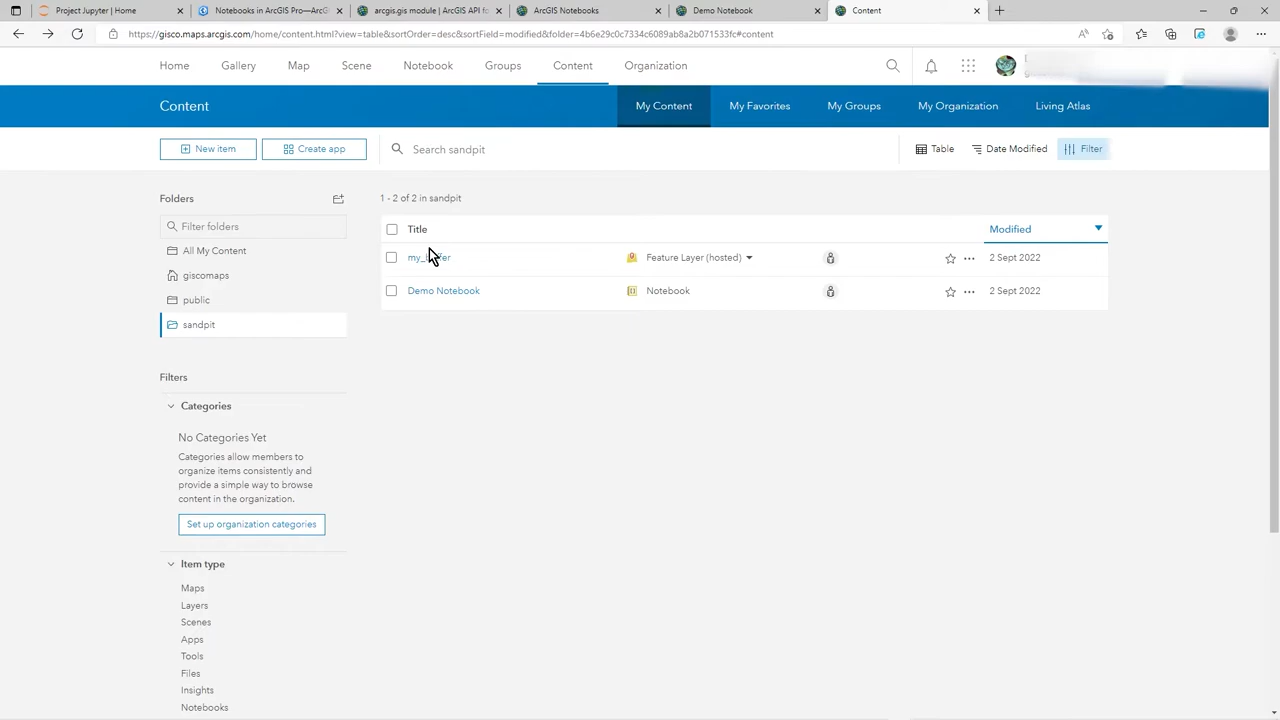 Project Jupyter | Home
Notebooks in ArcGIS Pro—ArcG
arcgis.gis module | ArcGIS API fo
ArcGIS Notebooks
Demo Notebook
Content
https://gisco.maps.arcgis.com/home/content.html?view=table&sortOrder=desc&sortField=modified&folder=4b6e29c0c7334c6089ab8a2b071533fc#content
Home
Gallery
Map
Scene
Notebook
Groups
Content
Organization
Content
My Content
My Favorites
My Groups
My Organization
Living Atlas
New item
Create app
Search sandpit
Table
Date Modified
Filter
Folders
Filter folders
All My Content
giscomaps
public
sandpit
1 - 2 of 2 in sandpit
Title
Modified
Feature Layer (hosted)
2 Sept 2022
Demo Notebook
Notebook
2 Sept 2022
Filters
Categories
No Categories Yet
Categories allow members to
organize items consistently and
provide a simple way to browse
content in the organization.
Set up organization categories
Item type
Maps
Layers
Scenes
Apps
Tools
Files
Insights
Notebooks